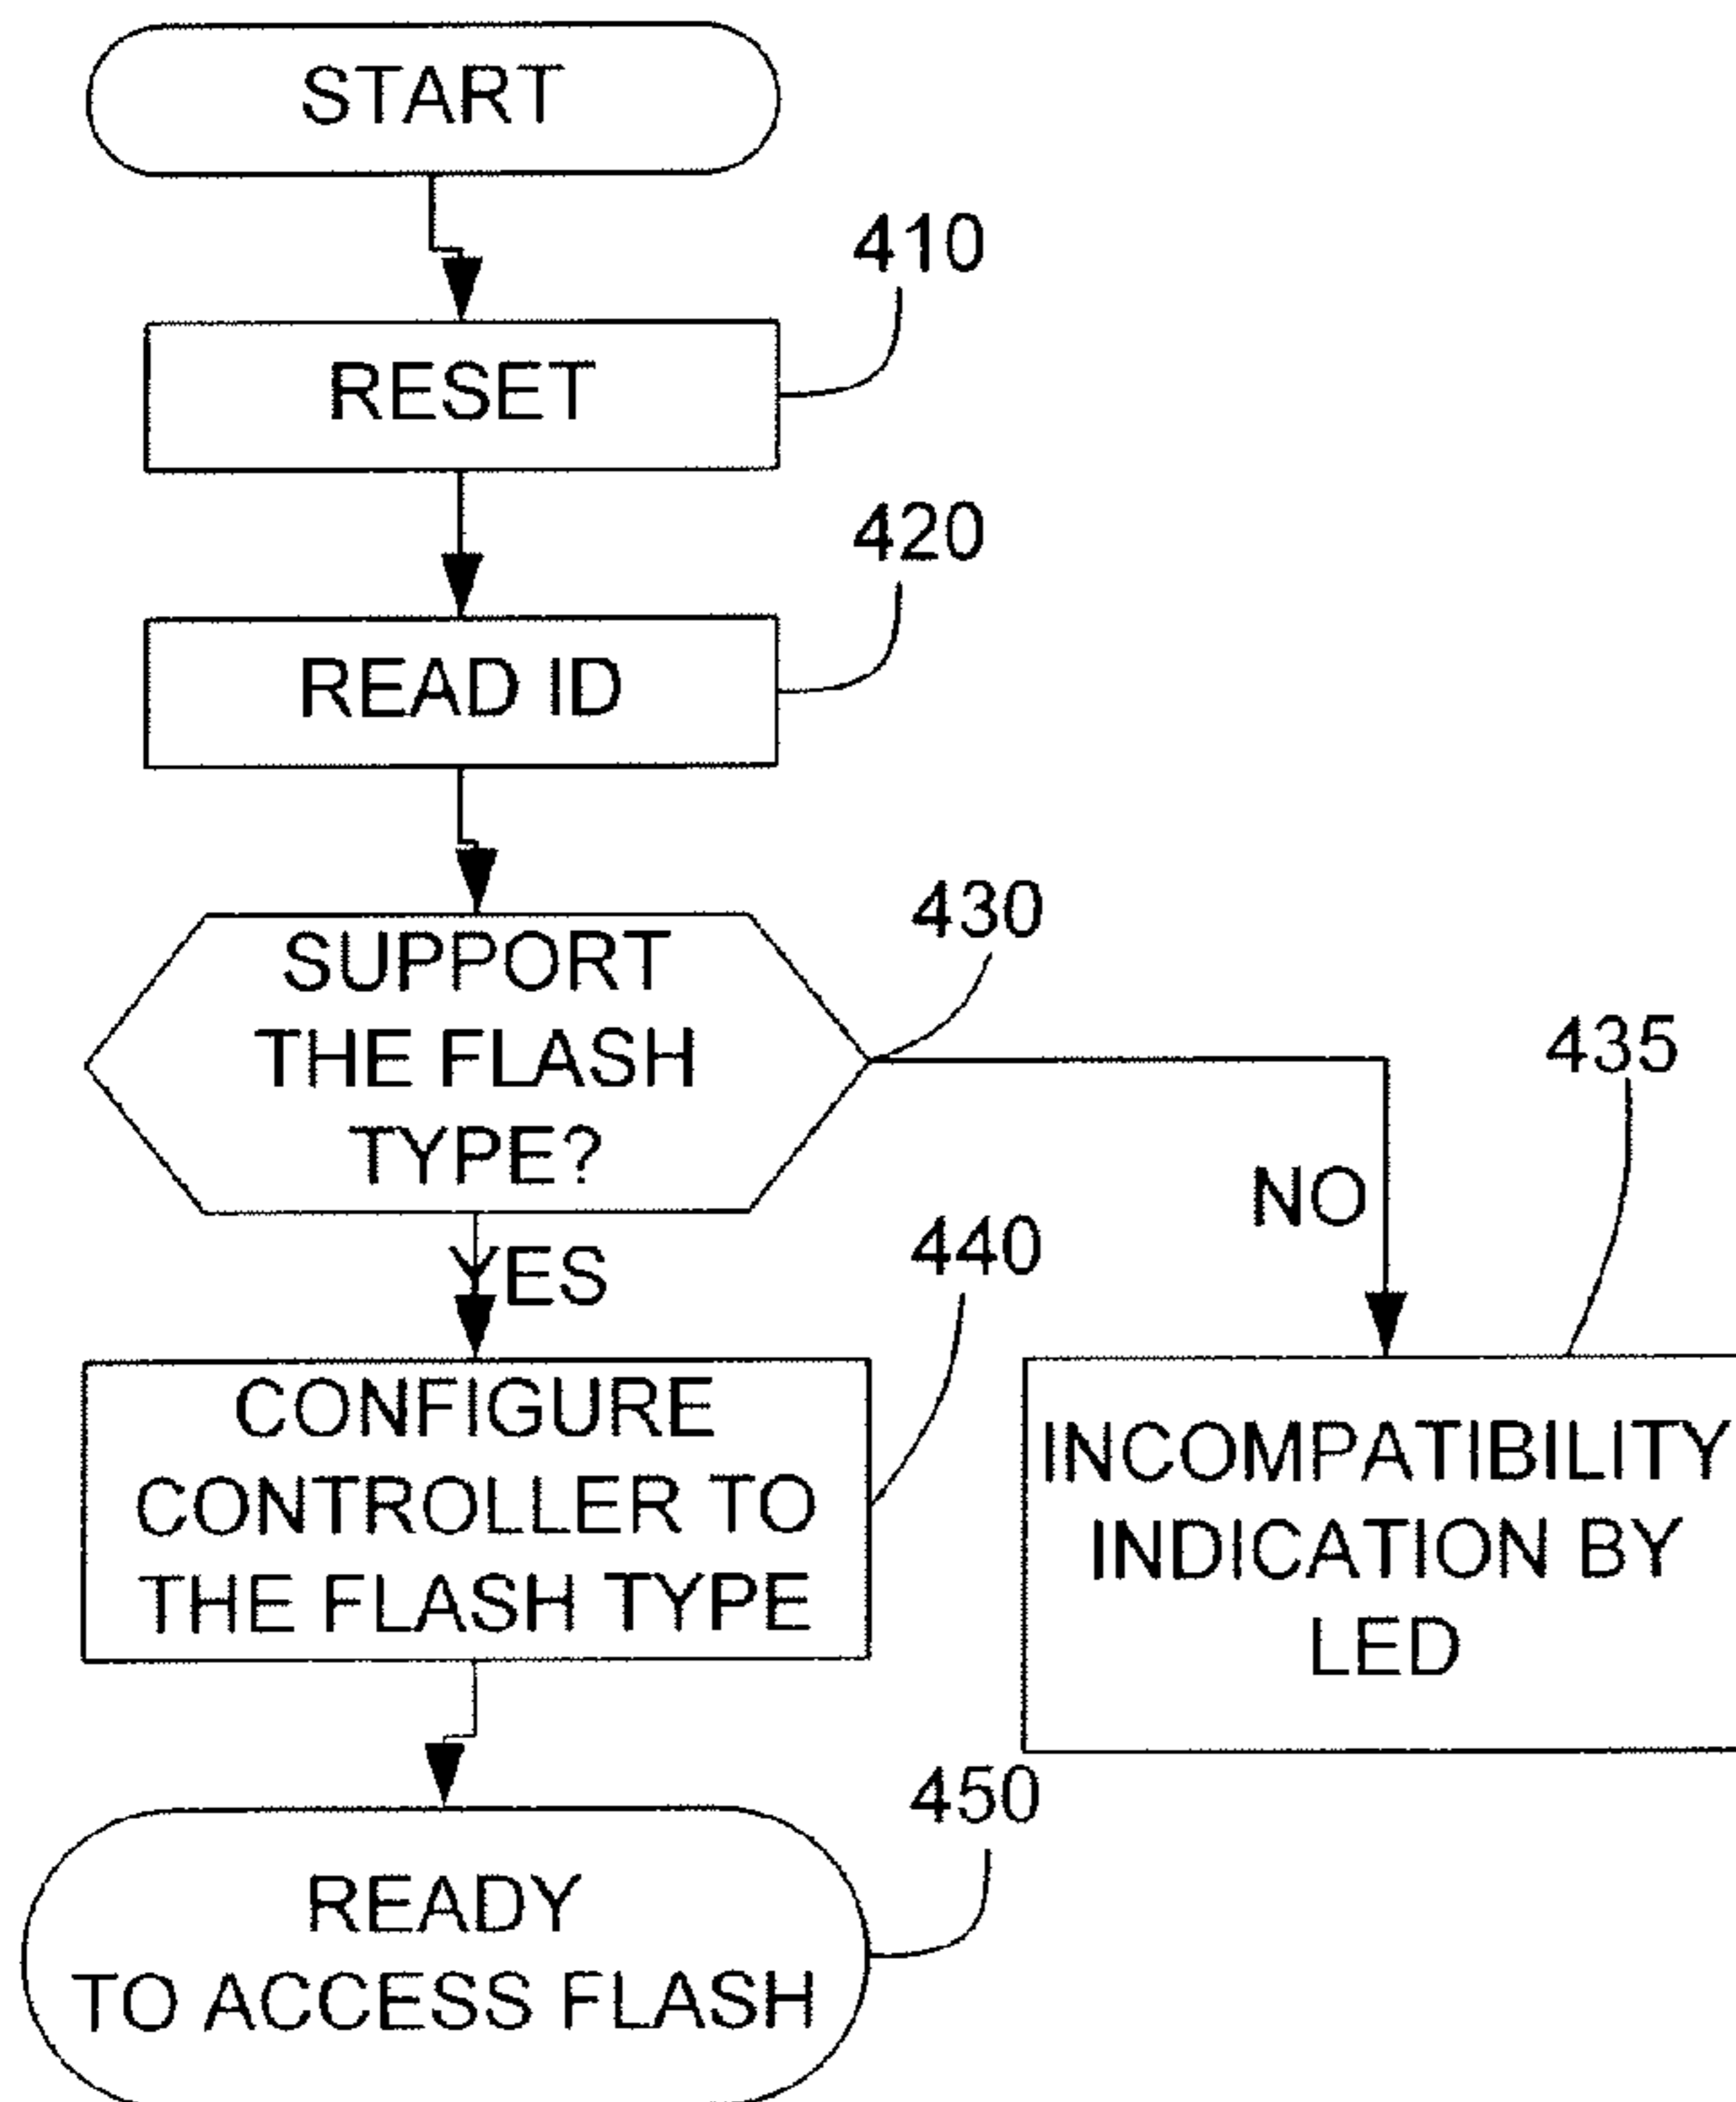 START
410
RESET
420
READ ID
430
SUPPORT
THE FLASH
TYPE?
435
NO
YES
440
CONFIGURE
CONTROLLER TO
THE FLASH TYPE
INCOMPATIBILITY
INDICATION BY
LED
450
READY
TO ACCESS FLASH